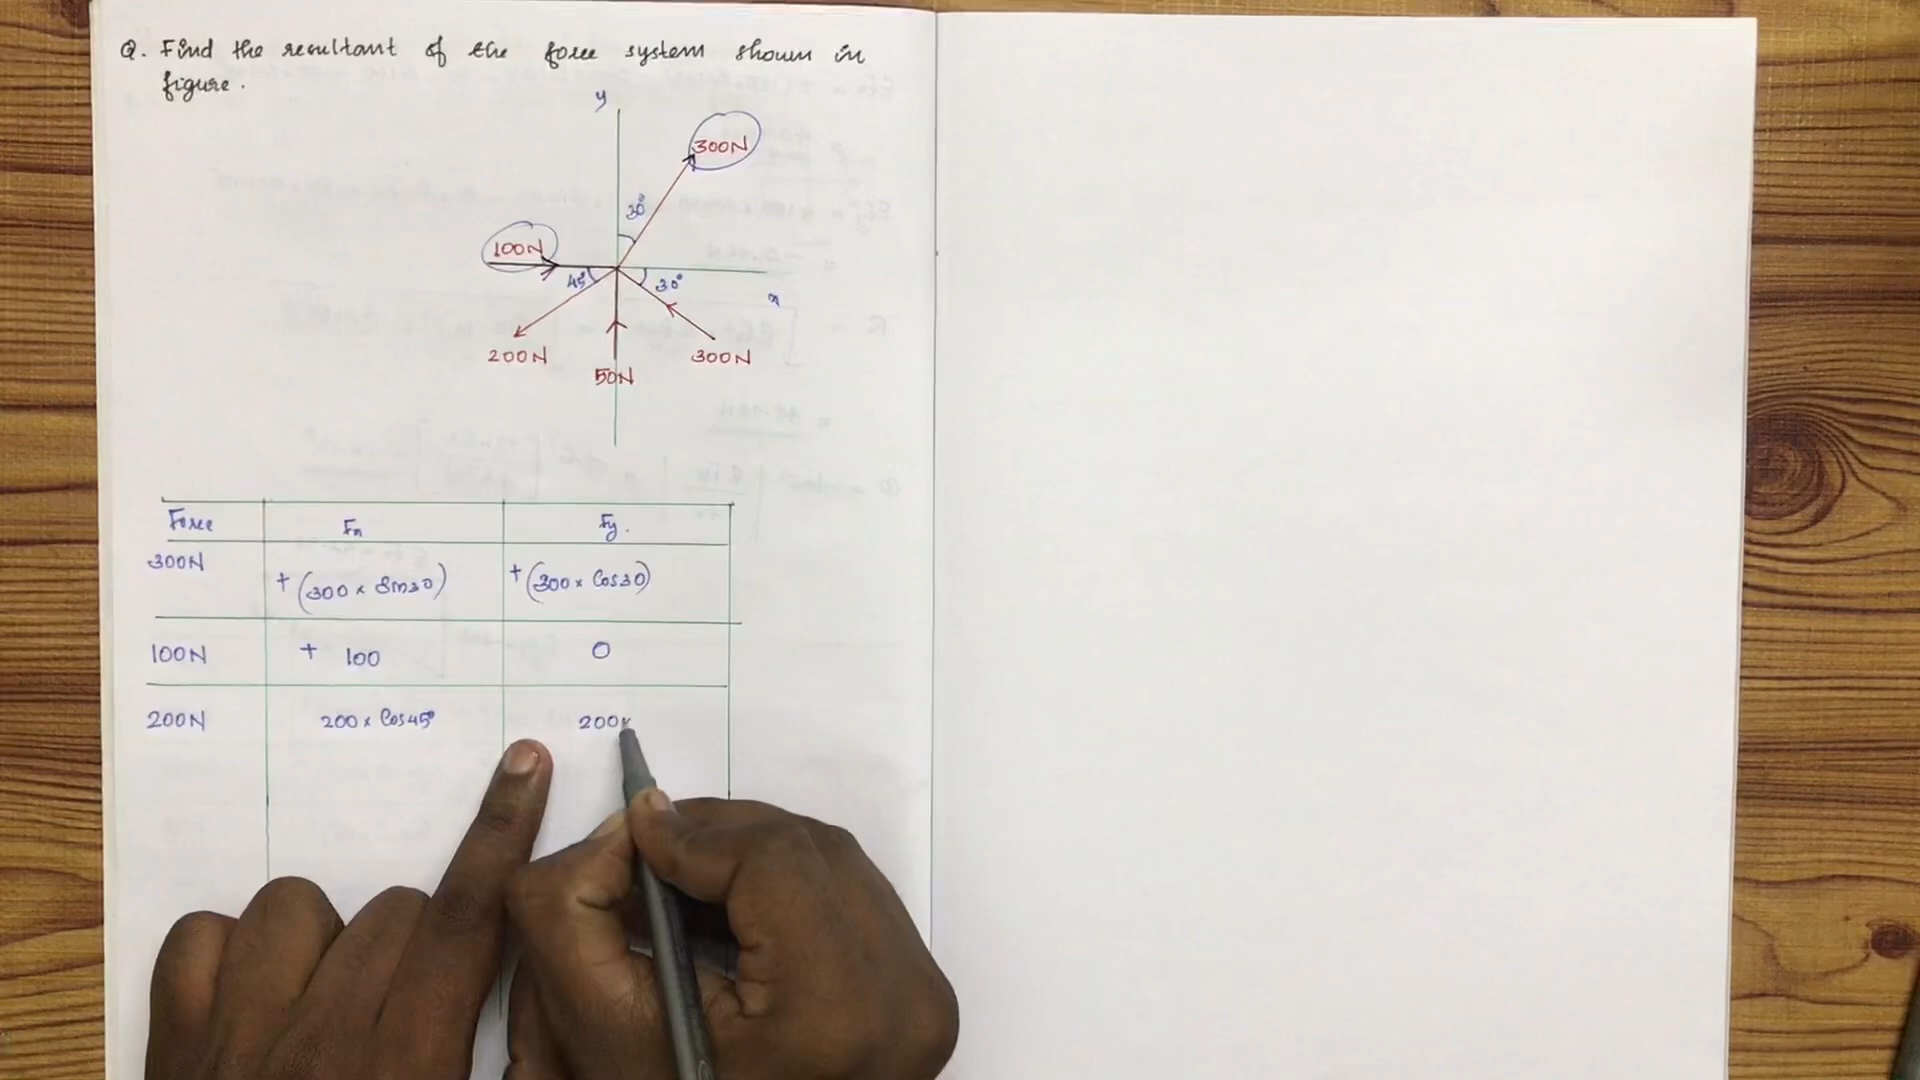 Q. Find the resultant of the force system shown in
figure.
y
300N
30°
100N
45°
30°
x
200N
300N
50N
Force Fx Fy.
300N +(300 x Sin30) +(300 x Cos30)
100N + 100 0
200N 200 x Cos45° 200x